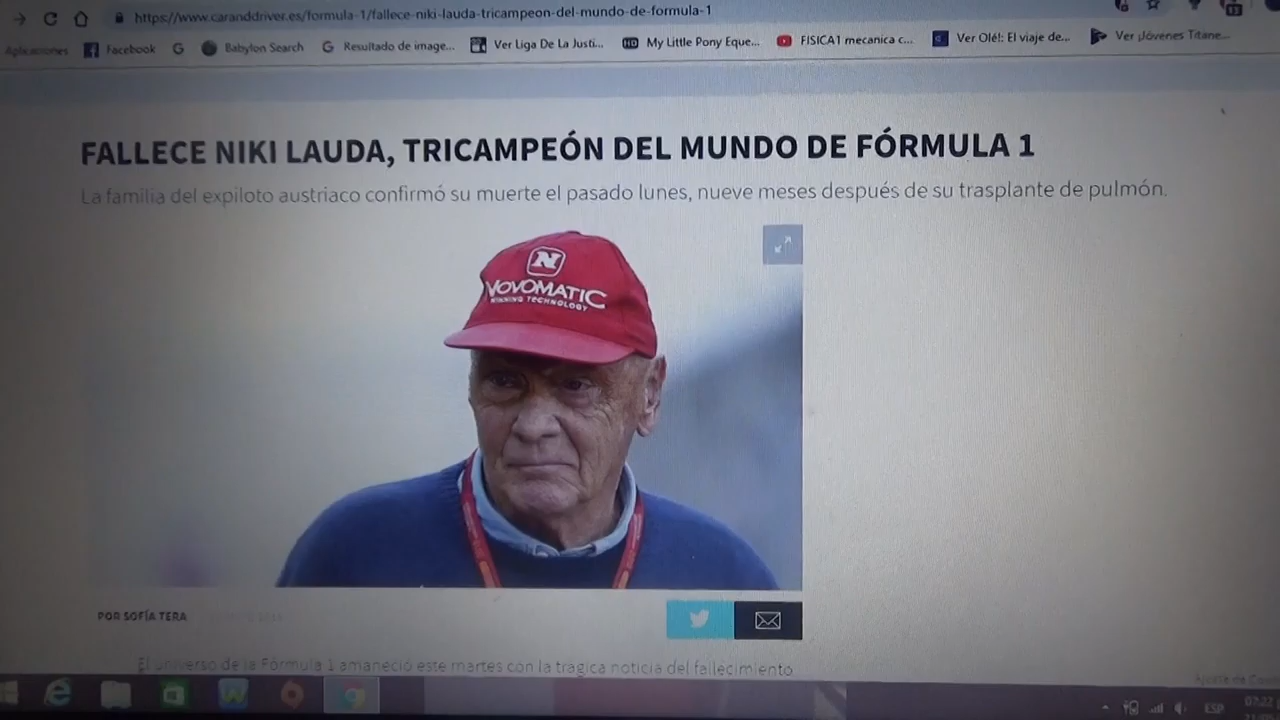 https://www.caranddriver.es/formula-1/fallece-niki-lauda-tricampeon-del-mundo-de-formula-1
Aplicaciones Facebook Babylon Search Resultado de image... Ver Liga De La Justi... HD My Little Pony Eque... FISICA1 mecanica c... Ver Olé!: El viaje de... Ver ¡Jóvenes Titane...
FALLECE NIKI LAUDA, TRICAMPEÓN DEL MUNDO DE FÓRMULA 1
La familia del expiloto austriaco confirmó su muerte el pasado lunes, nueve meses después de su trasplante de pulmón.
N
NOVOMATIC
WINNING TECHNOLOGY
POR SOFÍA TERA
El universo de la Fórmula 1 amaneció este martes con la tragica noticia del fallecimiento
ESP
07:27